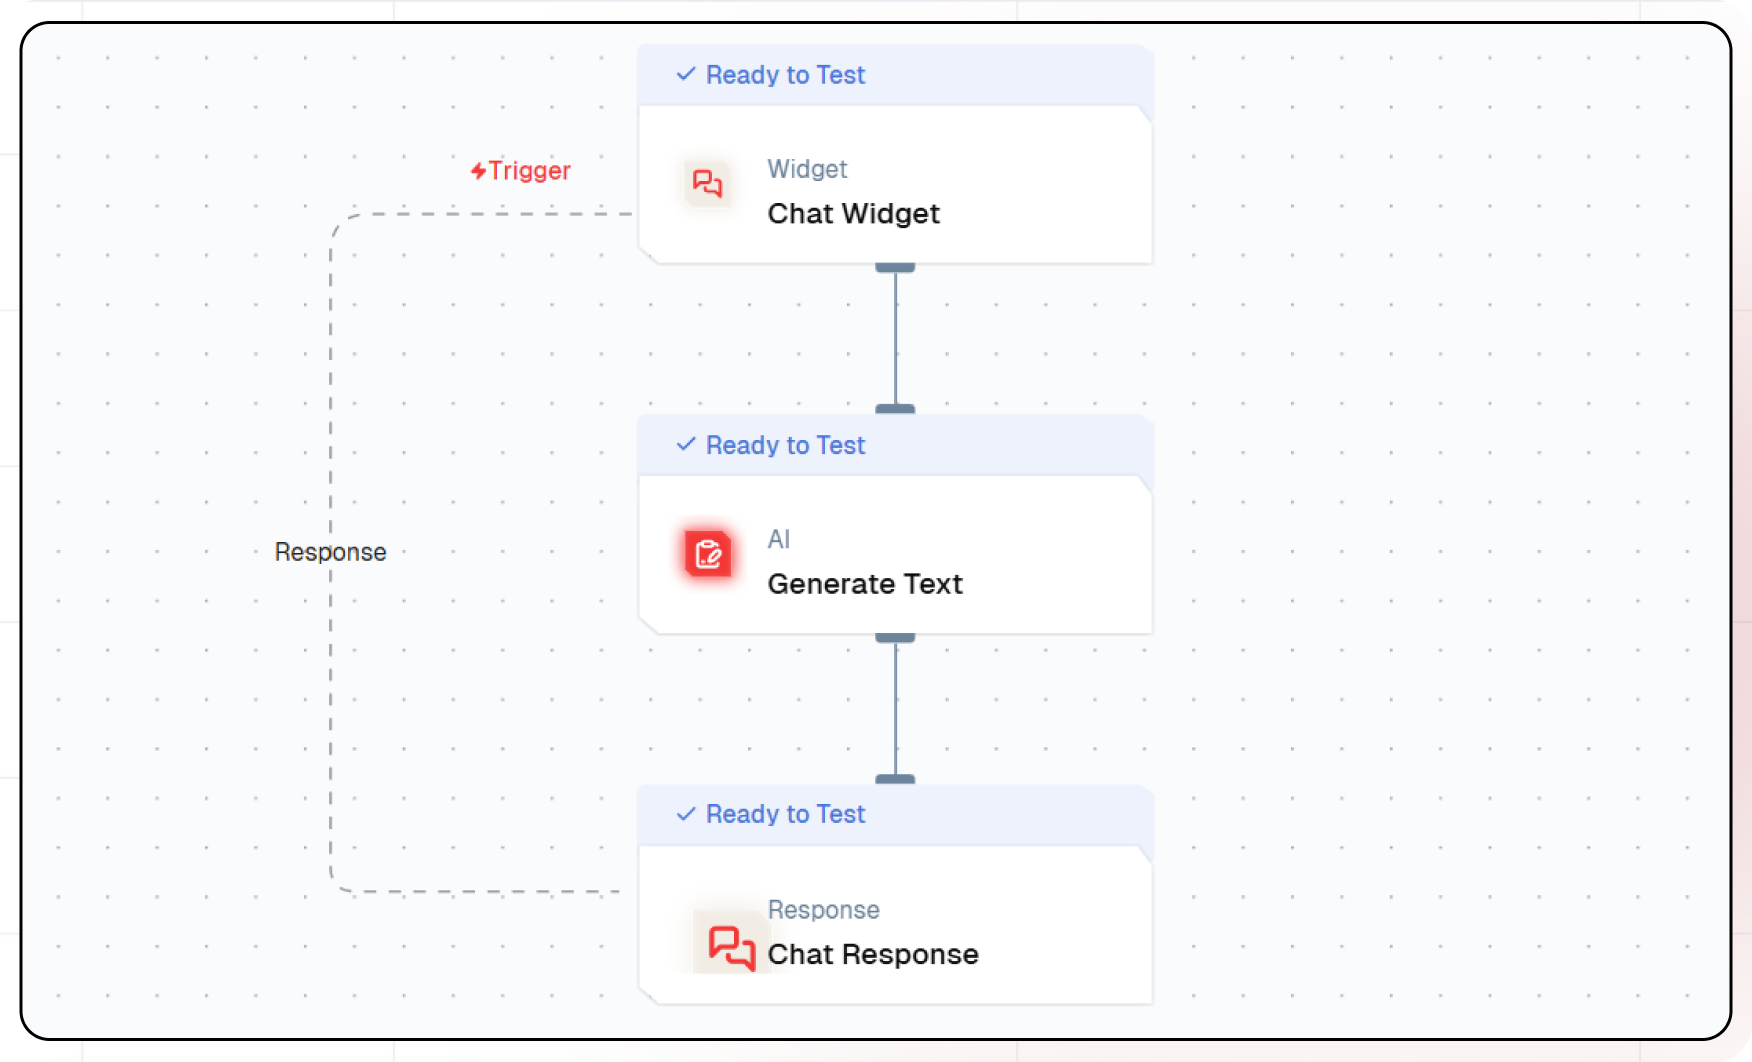 Ready to Test
Trigger
Widget
Chat Widget
Ready to Test
AI
Generate Text
Response
Ready to Test
Response
Chat Response